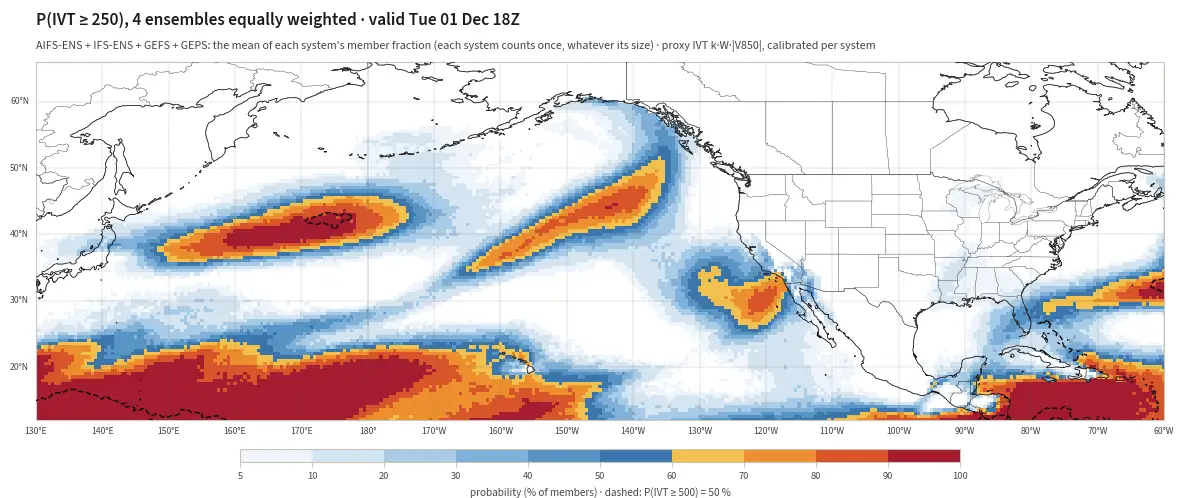 P(IVT ≥ 250), 4 ensembles equally weighted · valid Tue 01 Dec 18Z
AIFS-ENS + IFS-ENS + GEFS + GEPS: the mean of each system's member fraction (each system counts once, whatever its size) · proxy IVT k·W·|V850|, calibrated per system
60°N
50°N
40°N
30°N
20°N
130°E 140°E 150°E 160°E 170°E 180° 170°W 160°W 150°W 140°W 130°W 120°W 110°W 100°W 90°W 80°W 70°W 60°W
5 10 20 30 40 50 60 70 80 90 100
probability (% of members) · dashed: P(IVT ≥ 500) = 50 %